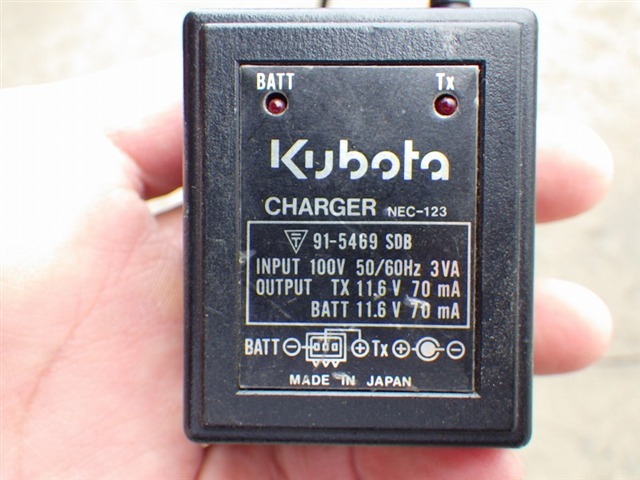 BATT Tx
Kubota
CHARGER NEC-123
91-5469 SDB
INPUT 100V 50/60Hz 3VA
OUTPUT TX 11.6 V 70 mA
BATT 11.6 V 70 mA
BATT ⊖ ⊕ Tx ⊕ ⊖
MADE IN JAPAN